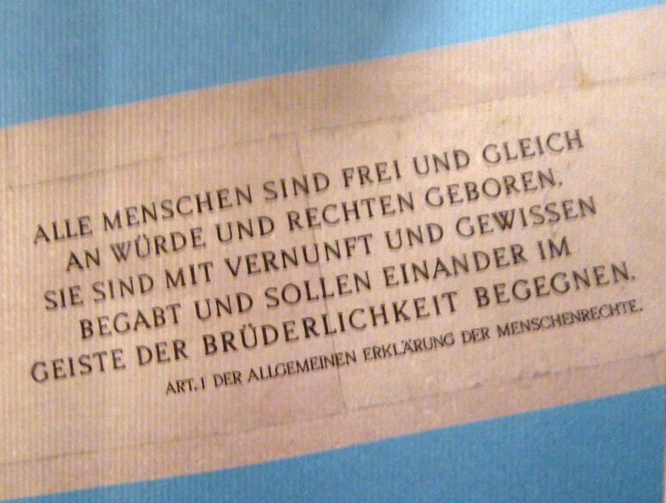 ALLE MENSCHEN SIND FREI UND GLEICH
AN WÜRDE UND RECHTEN GEBOREN.
SIE SIND MIT VERNUNFT UND GEWISSEN
BEGABT UND SOLLEN EINANDER IM
GEISTE DER BRÜDERLICHKEIT BEGEGNEN.
ART. 1 DER ALLGEMEINEN ERKLÄRUNG DER MENSCHENRECHTE.